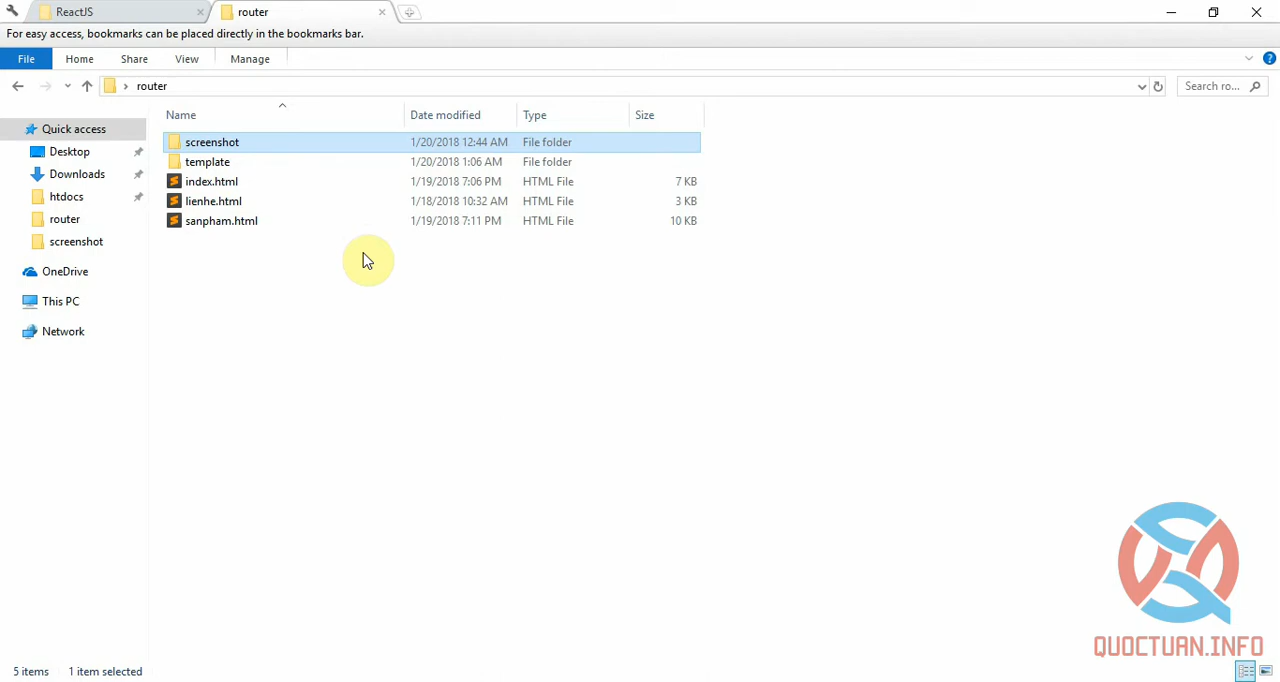 ReactJS
router
For easy access, bookmarks can be placed directly in the bookmarks bar.
File Home Share View Manage
router
Search ro...
Name Date modified Type Size
Quick access
Desktop
Downloads
htdocs
router
screenshot
OneDrive
This PC
Network
screenshot 1/20/2018 12:44 AM File folder
template 1/20/2018 1:06 AM File folder
index.html 1/19/2018 7:06 PM HTML File 7 KB
lienhe.html 1/18/2018 10:32 AM HTML File 3 KB
sanpham.html 1/19/2018 7:11 PM HTML File 10 KB
QUOCTUAN.INFO
5 items 1 item selected